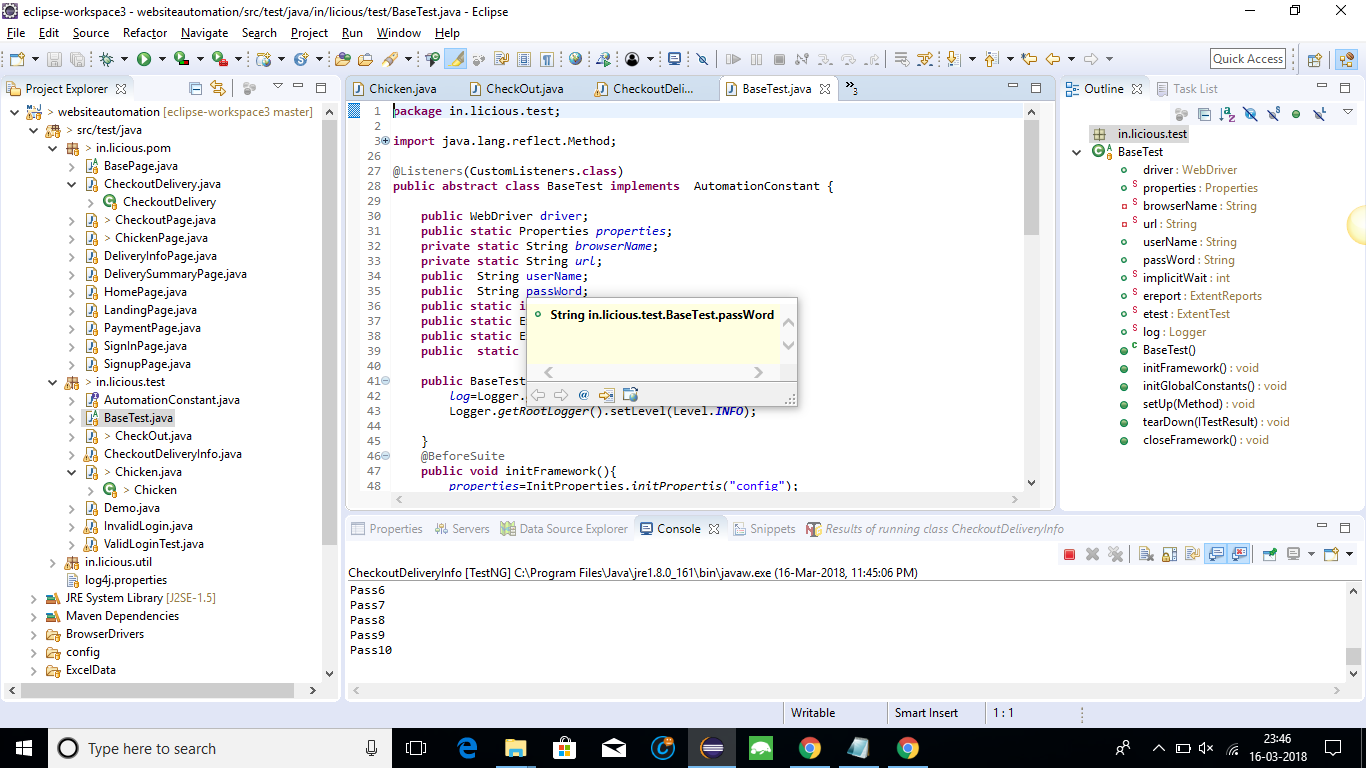 eclipse-workspace3 - websiteautomation/src/test/java/in/licious/test/BaseTest.java - Eclipse
File Edit Source Refactor Navigate Search Project Run Window Help
Quick Access
Project Explorer
> websiteautomation [eclipse-workspace3 master]
> src/test/java
> in.licious.pom
BasePage.java
CheckoutDelivery.java
CheckoutDelivery
> CheckoutPage.java
> ChickenPage.java
DeliveryInfoPage.java
DeliverySummaryPage.java
HomePage.java
LandingPage.java
PaymentPage.java
SignInPage.java
SignupPage.java
> in.licious.test
AutomationConstant.java
BaseTest.java
> CheckOut.java
CheckoutDeliveryInfo.java
> Chicken.java
> Chicken
Demo.java
InvalidLogin.java
ValidLoginTest.java
in.licious.util
log4j.properties
JRE System Library [J2SE-1.5]
Maven Dependencies
BrowserDrivers
config
ExcelData
Chicken.java CheckOut.java CheckoutDeli... BaseTest.java »3
1 package in.licious.test;
2
3 import java.lang.reflect.Method;
26
27 @Listeners(CustomListeners.class)
28 public abstract class BaseTest implements  AutomationConstant {
29
30 public WebDriver driver;
31 public static Properties properties;
32 private static String browserName;
33 private static String url;
34 public  String userName;
35 public  String passWord;
36 public static i
37 public static E
38 public static E
39 public  static
40
41 public BaseTest
42 log=Logger.
43 Logger.getRootLogger().setLevel(Level.INFO);
44
45 }
46 @BeforeSuite
47 public void initFramework(){
48 properties=InitProperties.initPropertis("config");
String in.licious.test.BaseTest.passWord
Outline Task List
in.licious.test
BaseTest
driver : WebDriver
properties : Properties
browserName : String
url : String
userName : String
passWord : String
implicitWait : int
ereport : ExtentReports
etest : ExtentTest
log : Logger
BaseTest()
initFramework() : void
initGlobalConstants() : void
setUp(Method) : void
tearDown(ITestResult) : void
closeFramework() : void
Properties Servers Data Source Explorer Console Snippets Results of running class CheckoutDeliveryInfo
CheckoutDeliveryInfo [TestNG] C:\Program Files\Java\jre1.8.0_161\bin\javaw.exe (16-Mar-2018, 11:45:06 PM)
Pass6
Pass7
Pass8
Pass9
Pass10
Writable Smart Insert 1 : 1
Type here to search
23:46
16-03-2018